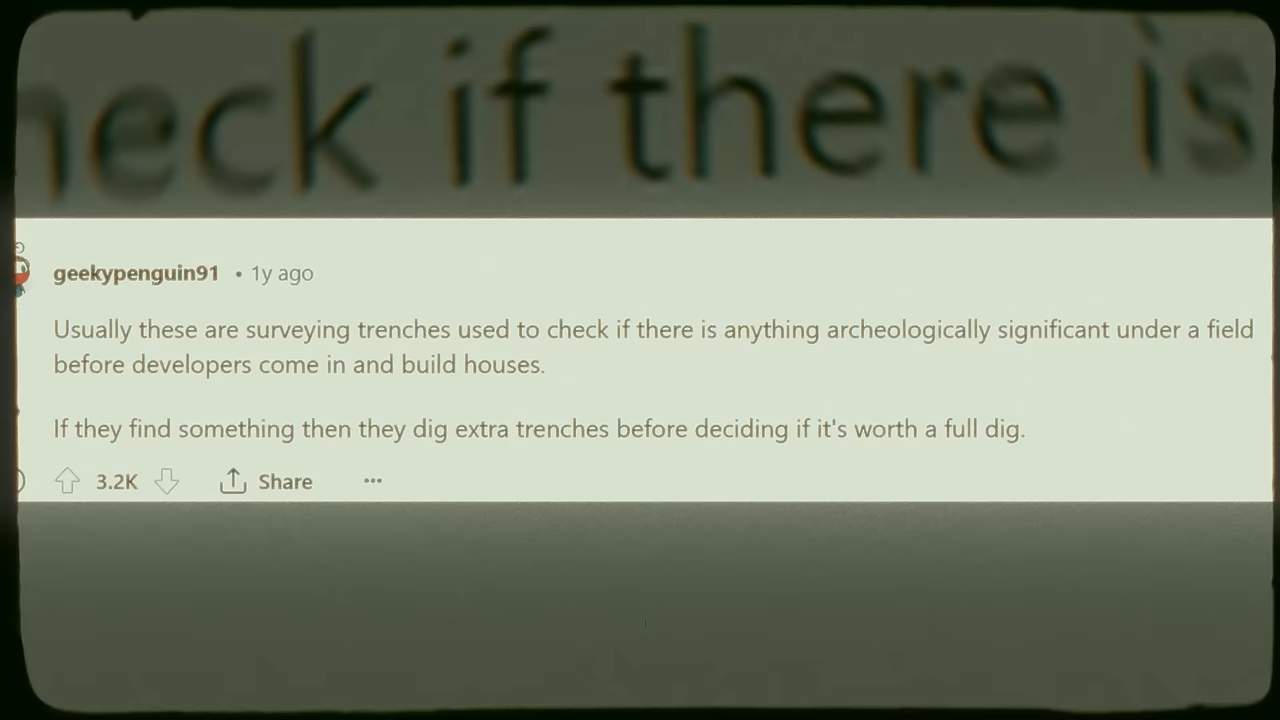 heck if there is
geekypenguin91 • 1y ago
Usually these are surveying trenches used to check if there is anything archeologically significant under a field
before developers come in and build houses.
If they find something then they dig extra trenches before deciding if it's worth a full dig.
3.2K Share ...